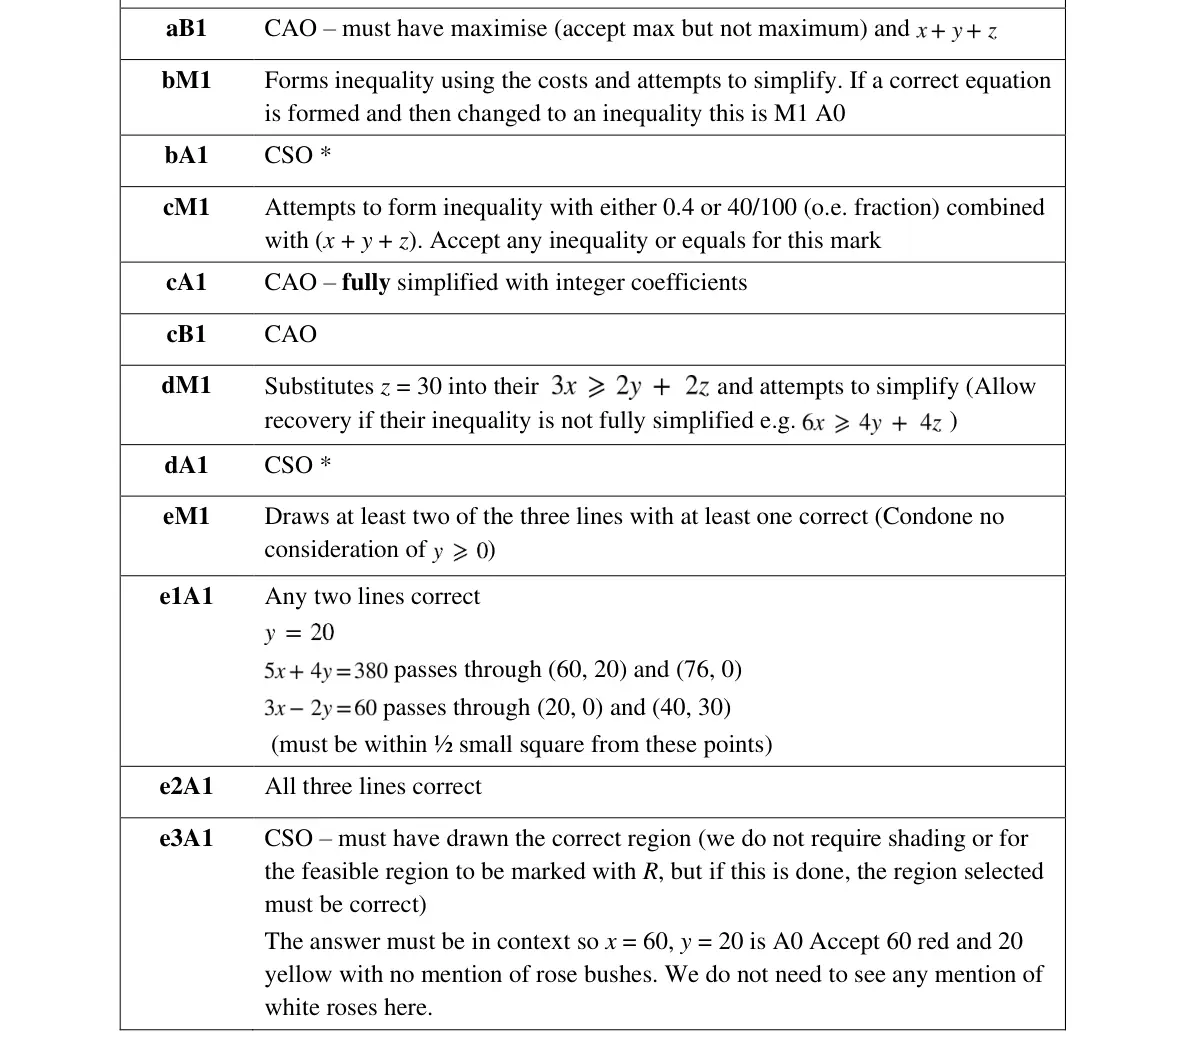 aB1 CAO – must have maximise (accept max but not maximum) and x + y + z
bM1 Forms inequality using the costs and attempts to simplify. If a correct equation
is formed and then changed to an inequality this is M1 A0
bA1 CSO *
cM1 Attempts to form inequality with either 0.4 or 40/100 (o.e. fraction) combined
with (x + y + z). Accept any inequality or equals for this mark
cA1 CAO – fully simplified with integer coefficients
cB1 CAO
dM1 Substitutes z = 30 into their 3x ⩾ 2y + 2z and attempts to simplify (Allow
recovery if their inequality is not fully simplified e.g. 6x ⩾ 4y + 4z )
dA1 CSO *
eM1 Draws at least two of the three lines with at least one correct (Condone no
consideration of y ⩾ 0)
e1A1 Any two lines correct
y = 20
5x + 4y = 380 passes through (60, 20) and (76, 0)
3x − 2y = 60 passes through (20, 0) and (40, 30)
(must be within ½ small square from these points)
e2A1 All three lines correct
e3A1 CSO – must have drawn the correct region (we do not require shading or for
the feasible region to be marked with R, but if this is done, the region selected
must be correct)
The answer must be in context so x = 60, y = 20 is A0 Accept 60 red and 20
yellow with no mention of rose bushes. We do not need to see any mention of
white roses here.